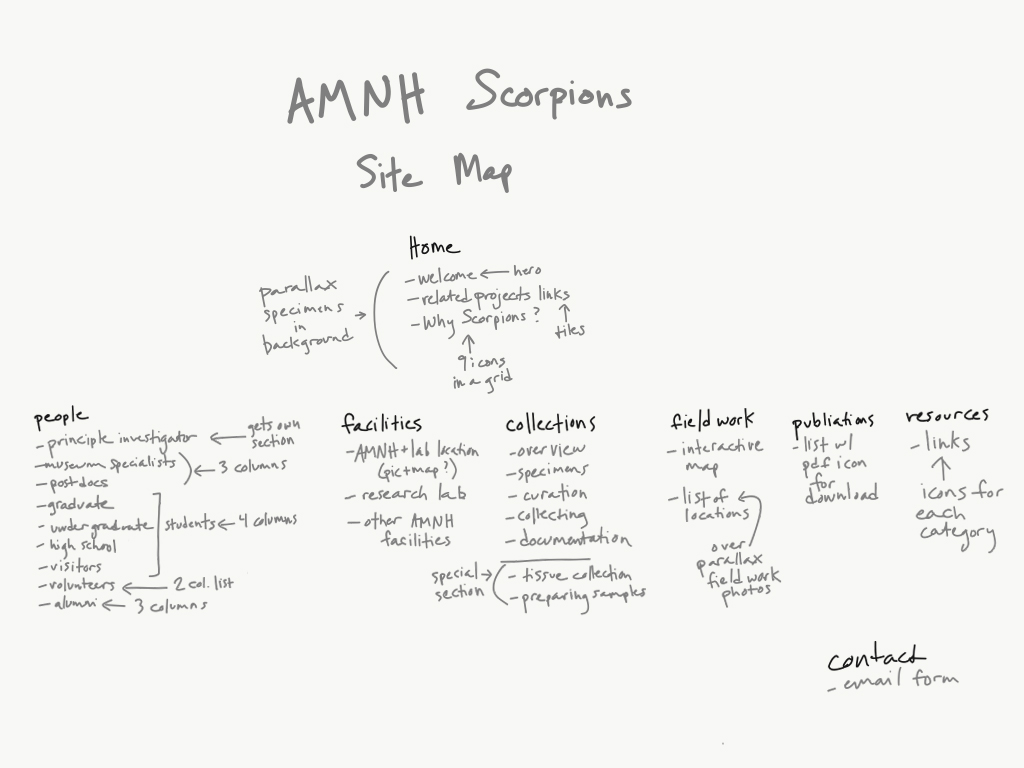 AMNH Scorpions
Site Map
Home
- welcome ← hero
- related projects links
- Why Scorpions?
tiles
9 icons
in a grid
parallax
specimens →
in
background
people
- principle investigator ← gets own
section
- museum specialists
- postdocs
← 3 columns
- graduate
- undergraduate
- high school
- visitors
students ← 4 columns
- volunteers ← 2 col. list
- alumni ← 3 columns
facilities
- AMNH + lab location
(pic+map?)
- research lab
- other AMNH
facilities
collections
- overview
- specimens
- curation
- collecting
- documentation
special →
section
- tissue collection
- preparing samples
field work
- interactive
map
- list of
locations
over
parallax
field work
photos
publiations
- list w/
pdf icon
for
download
resources
- links
icons for
each
category
contact
- email form